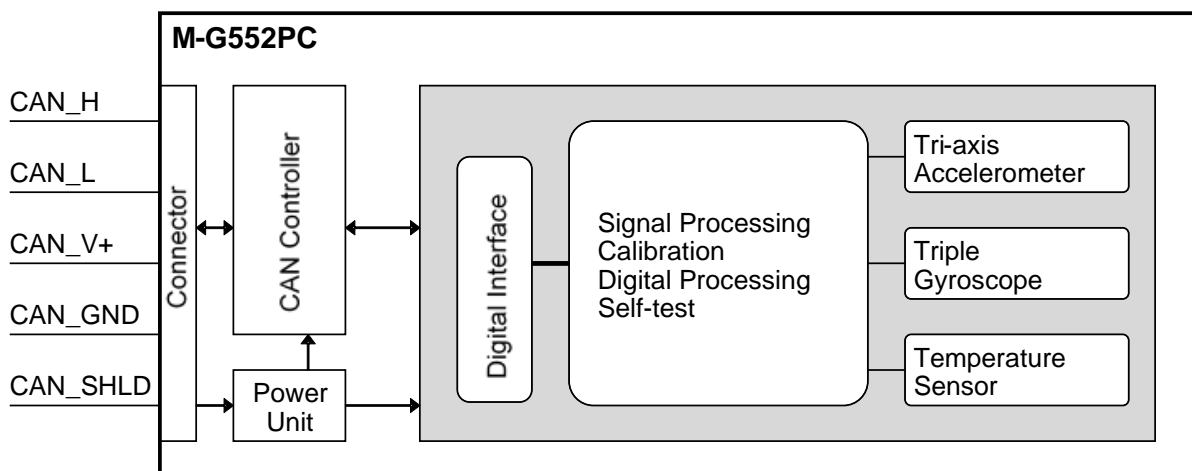 M-G552PC
CAN_H
CAN_L
CAN_V+
CAN_GND
CAN_SHLD
Connector
CAN Controller
Power
Unit
Digital Interface
Signal Processing
Calibration
Digital Processing
Self-test
Tri-axis
Accelerometer
Triple
Gyroscope
Temperature
Sensor